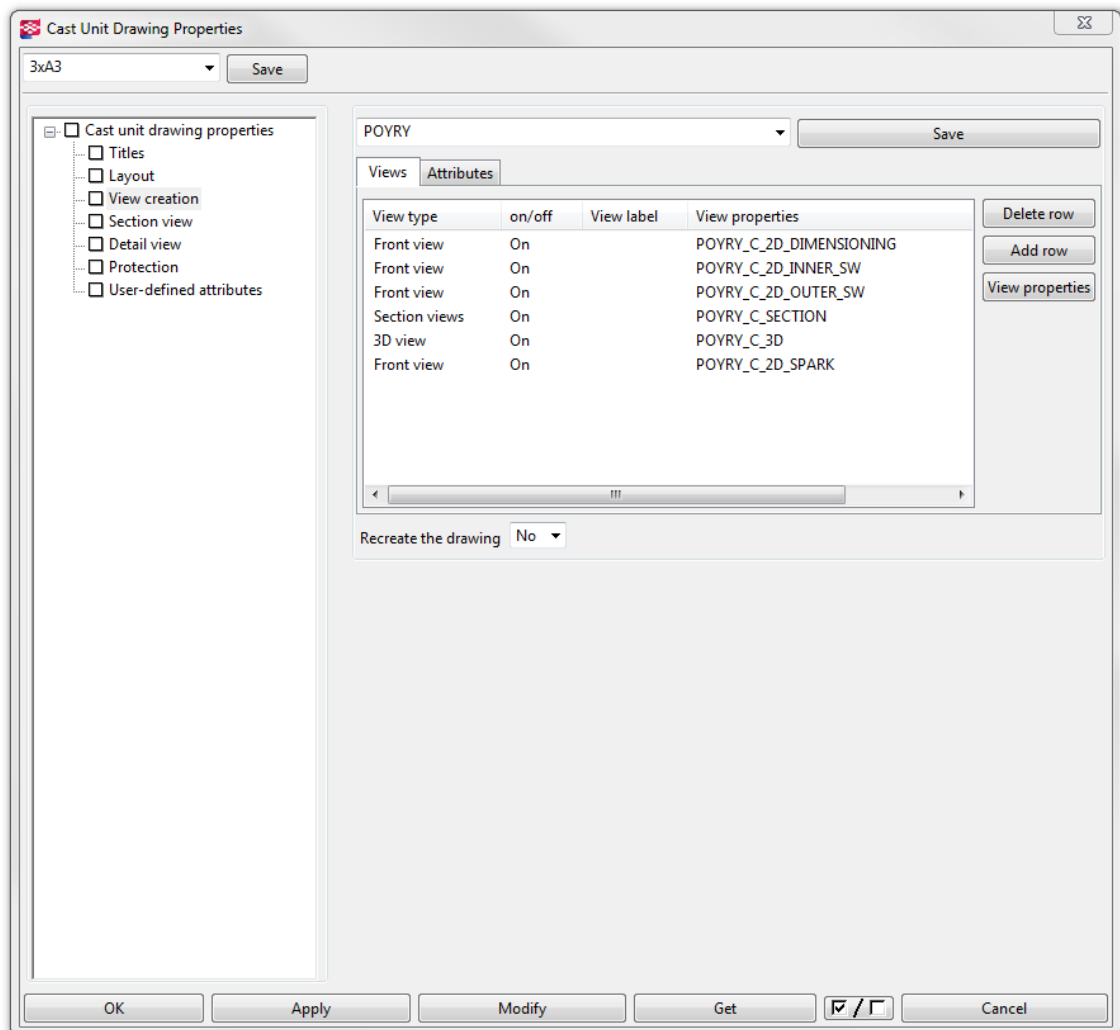 Cast Unit Drawing Properties
3xA3 Save
Cast unit drawing properties
Titles
Layout
View creation
Section view
Detail view
Protection
User-defined attributes
POYRY Save
Views Attributes
View type on/off View label View properties
Front view On POYRY_C_2D_DIMENSIONING
Front view On POYRY_C_2D_INNER_SW
Front view On POYRY_C_2D_OUTER_SW
Section views On POYRY_C_SECTION
3D view On POYRY_C_3D
Front view On POYRY_C_2D_SPARK
Delete row
Add row
View properties
Recreate the drawing No
OK Apply Modify Get / Cancel